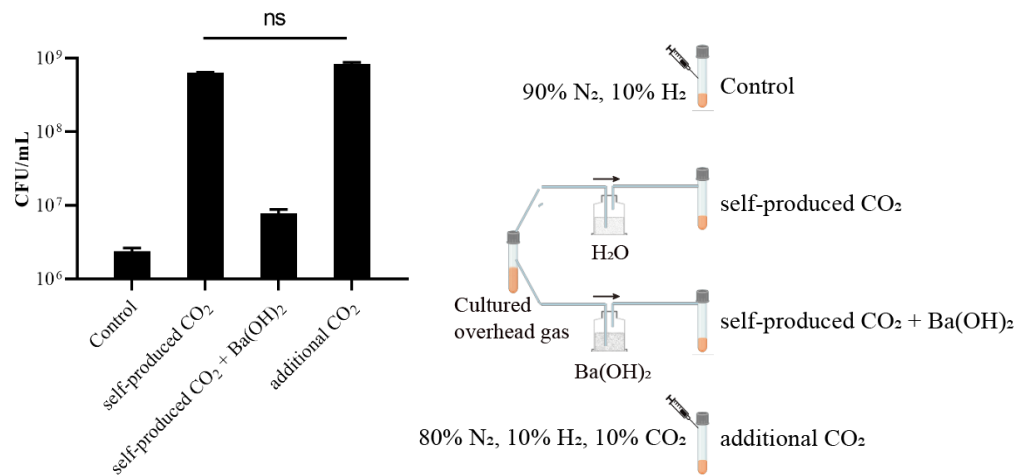 ns
10⁹
10⁸
10⁷
10⁶
CFU/mL
Control
self-produced CO₂
self-produced CO₂ + Ba(OH)₂
additional CO₂
90% N₂, 10% H₂
Control
self-produced CO₂
H₂O
Cultured
overhead gas
self-produced CO₂ + Ba(OH)₂
Ba(OH)₂
80% N₂, 10% H₂, 10% CO₂
additional CO₂